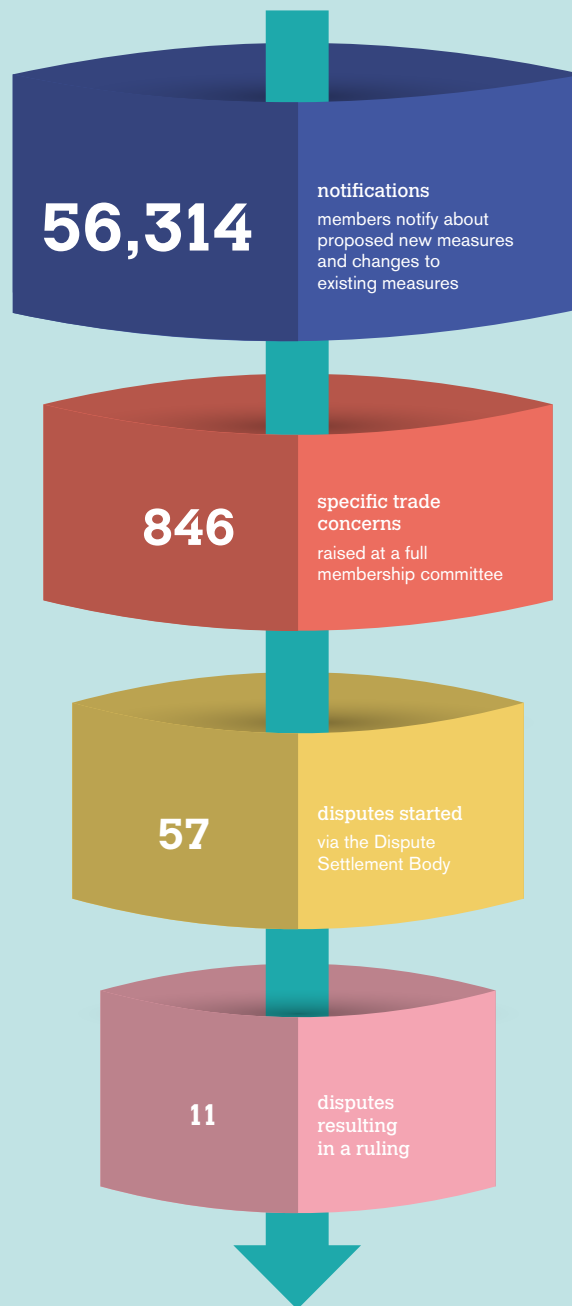 56,314
notifications
members notify about
proposed new measures
and changes to
existing measures
846
specific trade
concerns
raised at a full
membership committee
57
disputes started
via the Dispute
Settlement Body
11
disputes
resulting
in a ruling